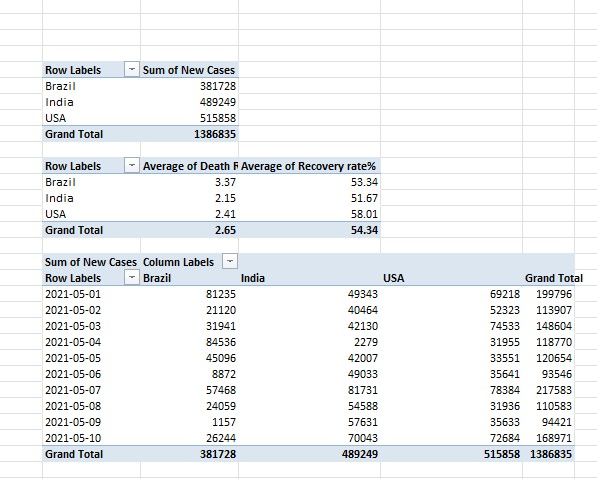 Row Labels Sum of New Cases
Brazil 381728
India 489249
USA 515858
Grand Total 1386835
Row Labels Average of Death R Average of Recovery rate%
Brazil 3.37 53.34
India 2.15 51.67
USA 2.41 58.01
Grand Total 2.65 54.34
Sum of New Cases Column Labels
Row Labels Brazil India USA Grand Total
2021-05-01 81235 49343 69218 199796
2021-05-02 21120 40464 52323 113907
2021-05-03 31941 42130 74533 148604
2021-05-04 84536 2279 31955 118770
2021-05-05 45096 42007 33551 120654
2021-05-06 8872 49033 35641 93546
2021-05-07 57468 81731 78384 217583
2021-05-08 24059 54588 31936 110583
2021-05-09 1157 57631 35633 94421
2021-05-10 26244 70043 72684 168971
Grand Total 381728 489249 515858 1386835